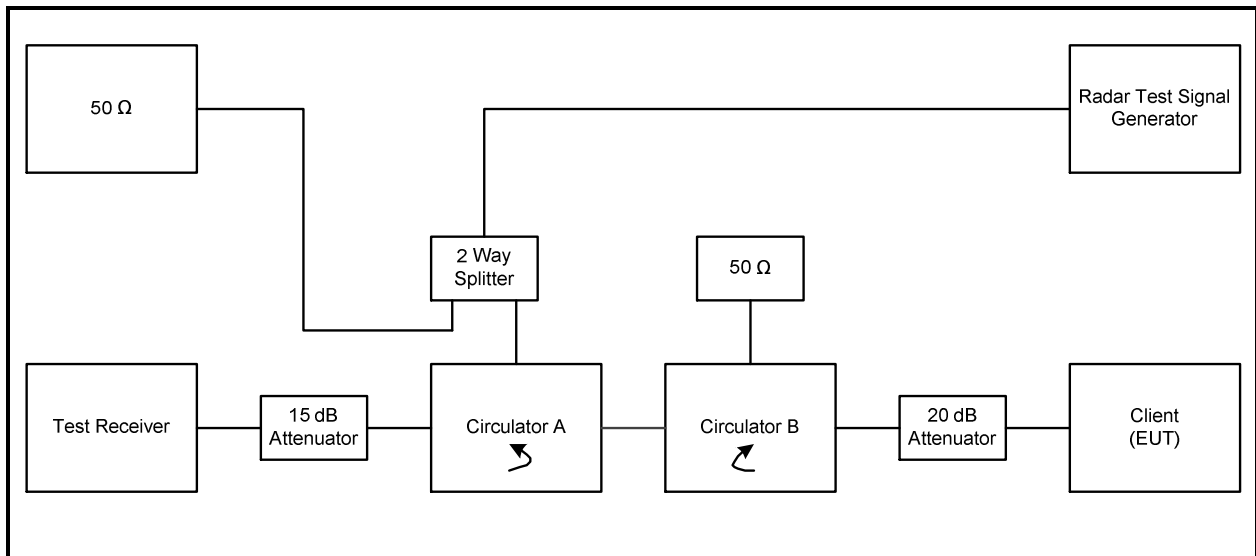 50 Ω
Radar Test Signal
Generator
2 Way
Splitter
50 Ω
Test Receiver
15 dB
Attenuator
Circulator A
Circulator B
20 dB
Attenuator
Client
(EUT)